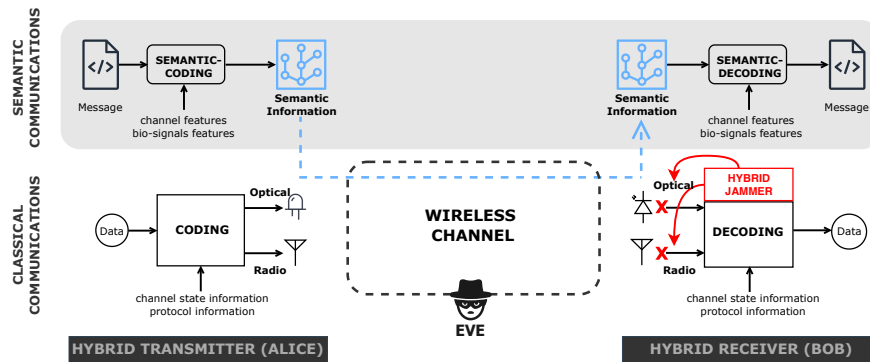 SEMANTIC
COMMUNICATIONS
</>
Message
SEMANTIC-
CODING
channel features
bio-signals features
Semantic
Information
Semantic
Information
SEMANTIC-
DECODING
channel features
bio-signals features
</>
Message
CLASSICAL
COMMUNICATIONS
Data
CODING
Optical
Radio
channel state information
protocol information
WIRELESS
CHANNEL
EVE
Optical
X
X
Radio
HYBRID
JAMMER
DECODING
Data
channel state information
protocol information
HYBRID TRANSMITTER (ALICE)
HYBRID RECEIVER (BOB)